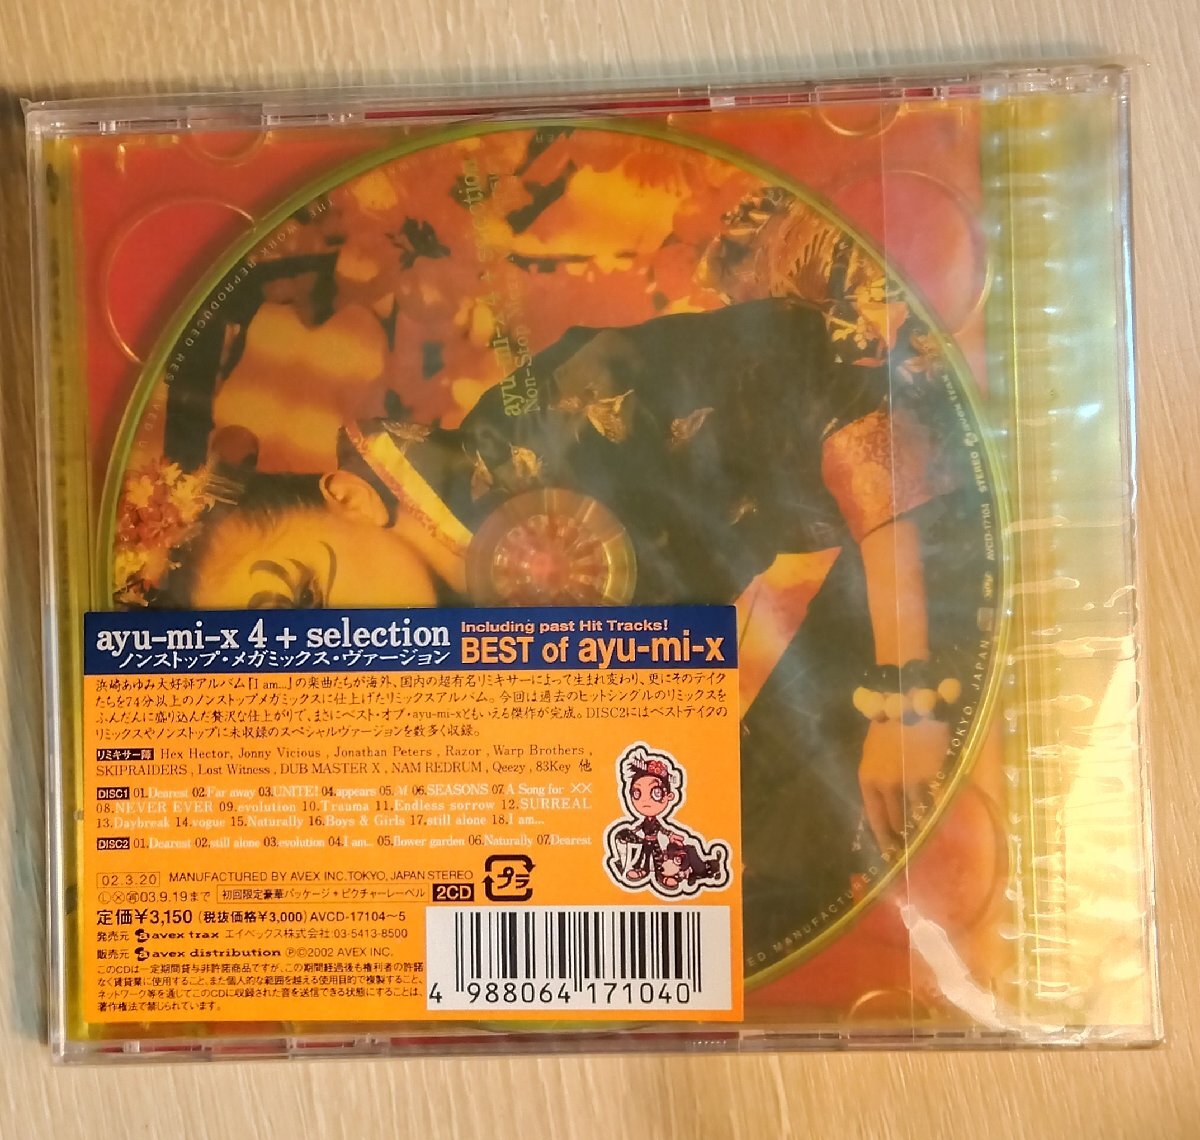 ayu-mi-x 4 + selection
Non-Stop Mega
THE WORK REPRODUCED RESERVED U
STEREO avex trax
AVCD-17104
ED MANUFACTURED BY AVEX INC. TOKYO, JAPAN
ayu-mi-x 4 + selection
ノンストップ・メガミックス・ヴァージョン
Including past Hit Tracks!
BEST of ayu-mi-x
浜崎あゆみ大好評アルバム『I am...』の楽曲たちが海外、国内の超有名リミキサーによって生まれ変わり、更にそのテイク
たちを74分以上のノンストップメガミックスに仕上げたリミックスアルバム。今回は過去のヒットシングルのリミックスを
ふんだんに盛り込んだ贅沢な仕上がりで、まさにベスト・オブ・ayu-mi-xともいえる傑作が完成。DISC2にはベストテイクの
リミックスやノンストップに未収録のスペシャルヴァージョンを数多く収録。
リミキサー陣 Hex Hector, Jonny Vicious , Jonathan Peters , Razor , Warp Brothers ,
SKIPRAIDERS , Lost Witness , DUB MASTER X , NAM REDRUM , Qeezy , 83Key 他
DISC1 01.Dearest 02.Far away 03.UNITE! 04.appears 05.M 06.SEASONS 07.A Song for ××
08.NEVER EVER 09.evolution 10.Trauma 11.Endless sorrow 12.SURREAL
13.Daybreak 14.vogue 15.Naturally 16.Boys & Girls 17.still alone 18.I am...
DISC2 01.Dearest 02.still alone 03.evolution 04.I am... 05.flower garden 06.Naturally 07.Dearest
02.3.20 MANUFACTURED BY AVEX INC.TOKYO, JAPAN STEREO
Ⓛ 03.9.19まで 初回限定豪華パッケージ+ピクチャーレーベル 2CD
プラ
定価¥3,150 (税抜価格¥3,000) AVCD-17104~5
発売元 avex trax エイベックス株式会社:03-5413-8500
販売元 avex distribution ℗©2002 AVEX INC.
このCDは一定期間貸与非許諾商品ですが、この期間経過後も権利者の許諾
なく賃貸業に使用すること、また個人的な範囲を越える使用目的で複製すること、
ネットワーク等を通じてこのCDに収録された音を送信できる状態にすることは、
著作権法で禁じられています。
4 988064 171040